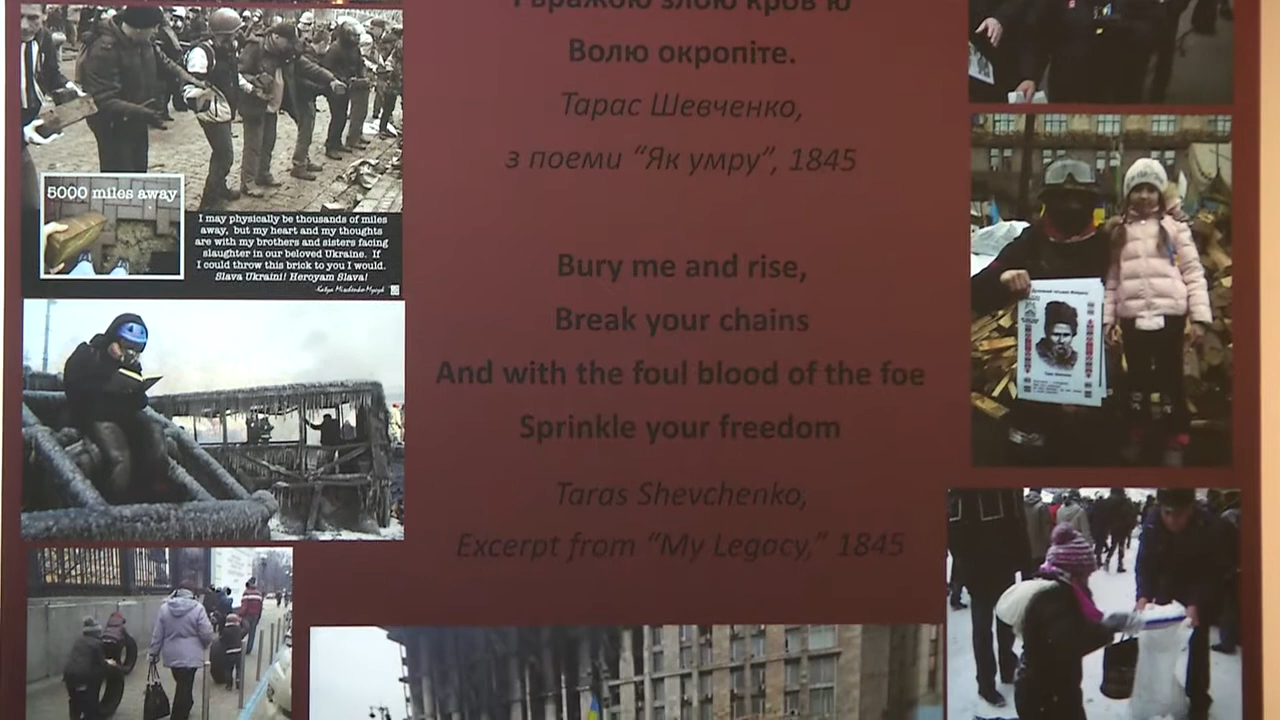 І вражою злою кров'ю
Волю окропіте.
Тарас Шевченко,
з поеми “Як умру”, 1845
5000 miles away
I may physically be thousands of miles
away, but my heart and my thoughts
are with my brothers and sisters facing
slaughter in our beloved Ukraine. If
I could throw this brick to you I would.
Slava Ukraini! Heroyam Slava!
Bury me and rise,
Break your chains
And with the foul blood of the foe
Sprinkle your freedom
Taras Shevchenko,
Excerpt from “My Legacy,” 1845